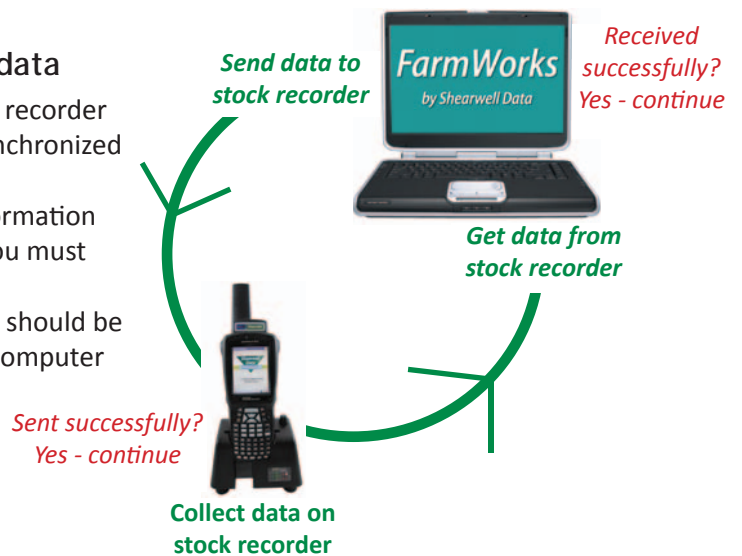 data
recorder
nchronized
ormation
ou must
should be
omputer
Send data to
stock recorder
FarmWorks
by Shearwell Data
Received
successfully?
Yes - continue
Get data from
stock recorder
Sent successfully?
Yes - continue
Collect data on
stock recorder